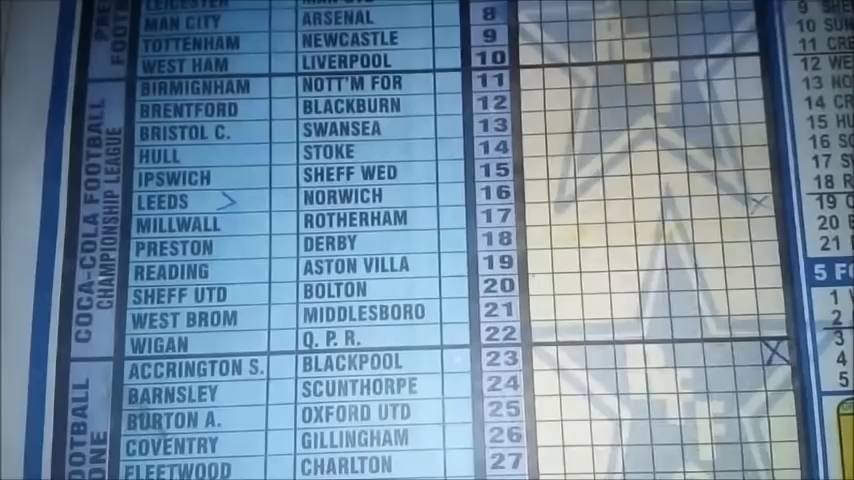 LEICESTER
MAN CITY ARSENAL 8
TOTTENHAM NEWCASTLE 9
WEST HAM LIVERPOOL 10
COCA-COLA FOOTBALL
CHAMPIONSHIP LEAGUE
BIRMIGNHAM NOTT'M FOR 11
BRENTFORD BLACKBURN 12
BRISTOL C. SWANSEA 13
HULL STOKE 14
IPSWICH SHEFF WED 15
LEEDS > NORWICH 16
MILLWALL ROTHERHAM 17
PRESTON DERBY 18
READING ASTON VILLA 19
SHEFF UTD BOLTON 20
WEST BROM MIDDLESBORO 21
WIGAN Q.P.R. 22
ACCRINGTON S. BLACKPOOL 23
BARNSLEY SCUNTHORPE 24
BURTON A. OXFORD UTD 25
COVENTRY GILLINGHAM 26
FLEETWOOD CHARLTON 27
9
10
11
12
13
14
15
16
17
18
19
20
21
5
1
2
3
4
5